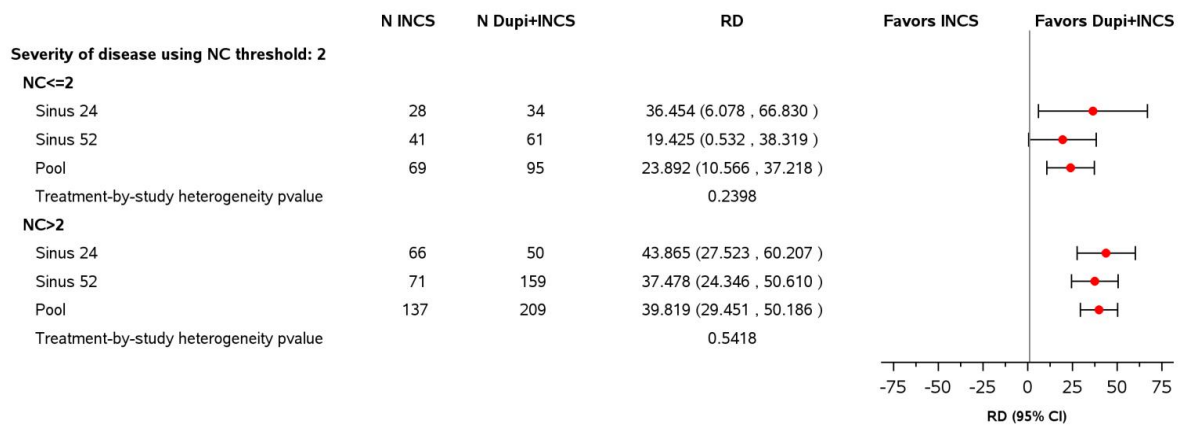 N INCS N Dupi+INCS RD Favors INCS Favors Dupi+INCS
Severity of disease using NC threshold: 2
NC<=2
Sinus 24 28 34 36.454 (6.078 , 66.830 )
Sinus 52 41 61 19.425 (0.532 , 38.319 )
Pool 69 95 23.892 (10.566 , 37.218 )
Treatment-by-study heterogeneity pvalue 0.2398
NC>2
Sinus 24 66 50 43.865 (27.523 , 60.207 )
Sinus 52 71 159 37.478 (24.346 , 50.610 )
Pool 137 209 39.819 (29.451 , 50.186 )
Treatment-by-study heterogeneity pvalue 0.5418
-75 -50 -25 0 25 50 75
RD (95% CI)